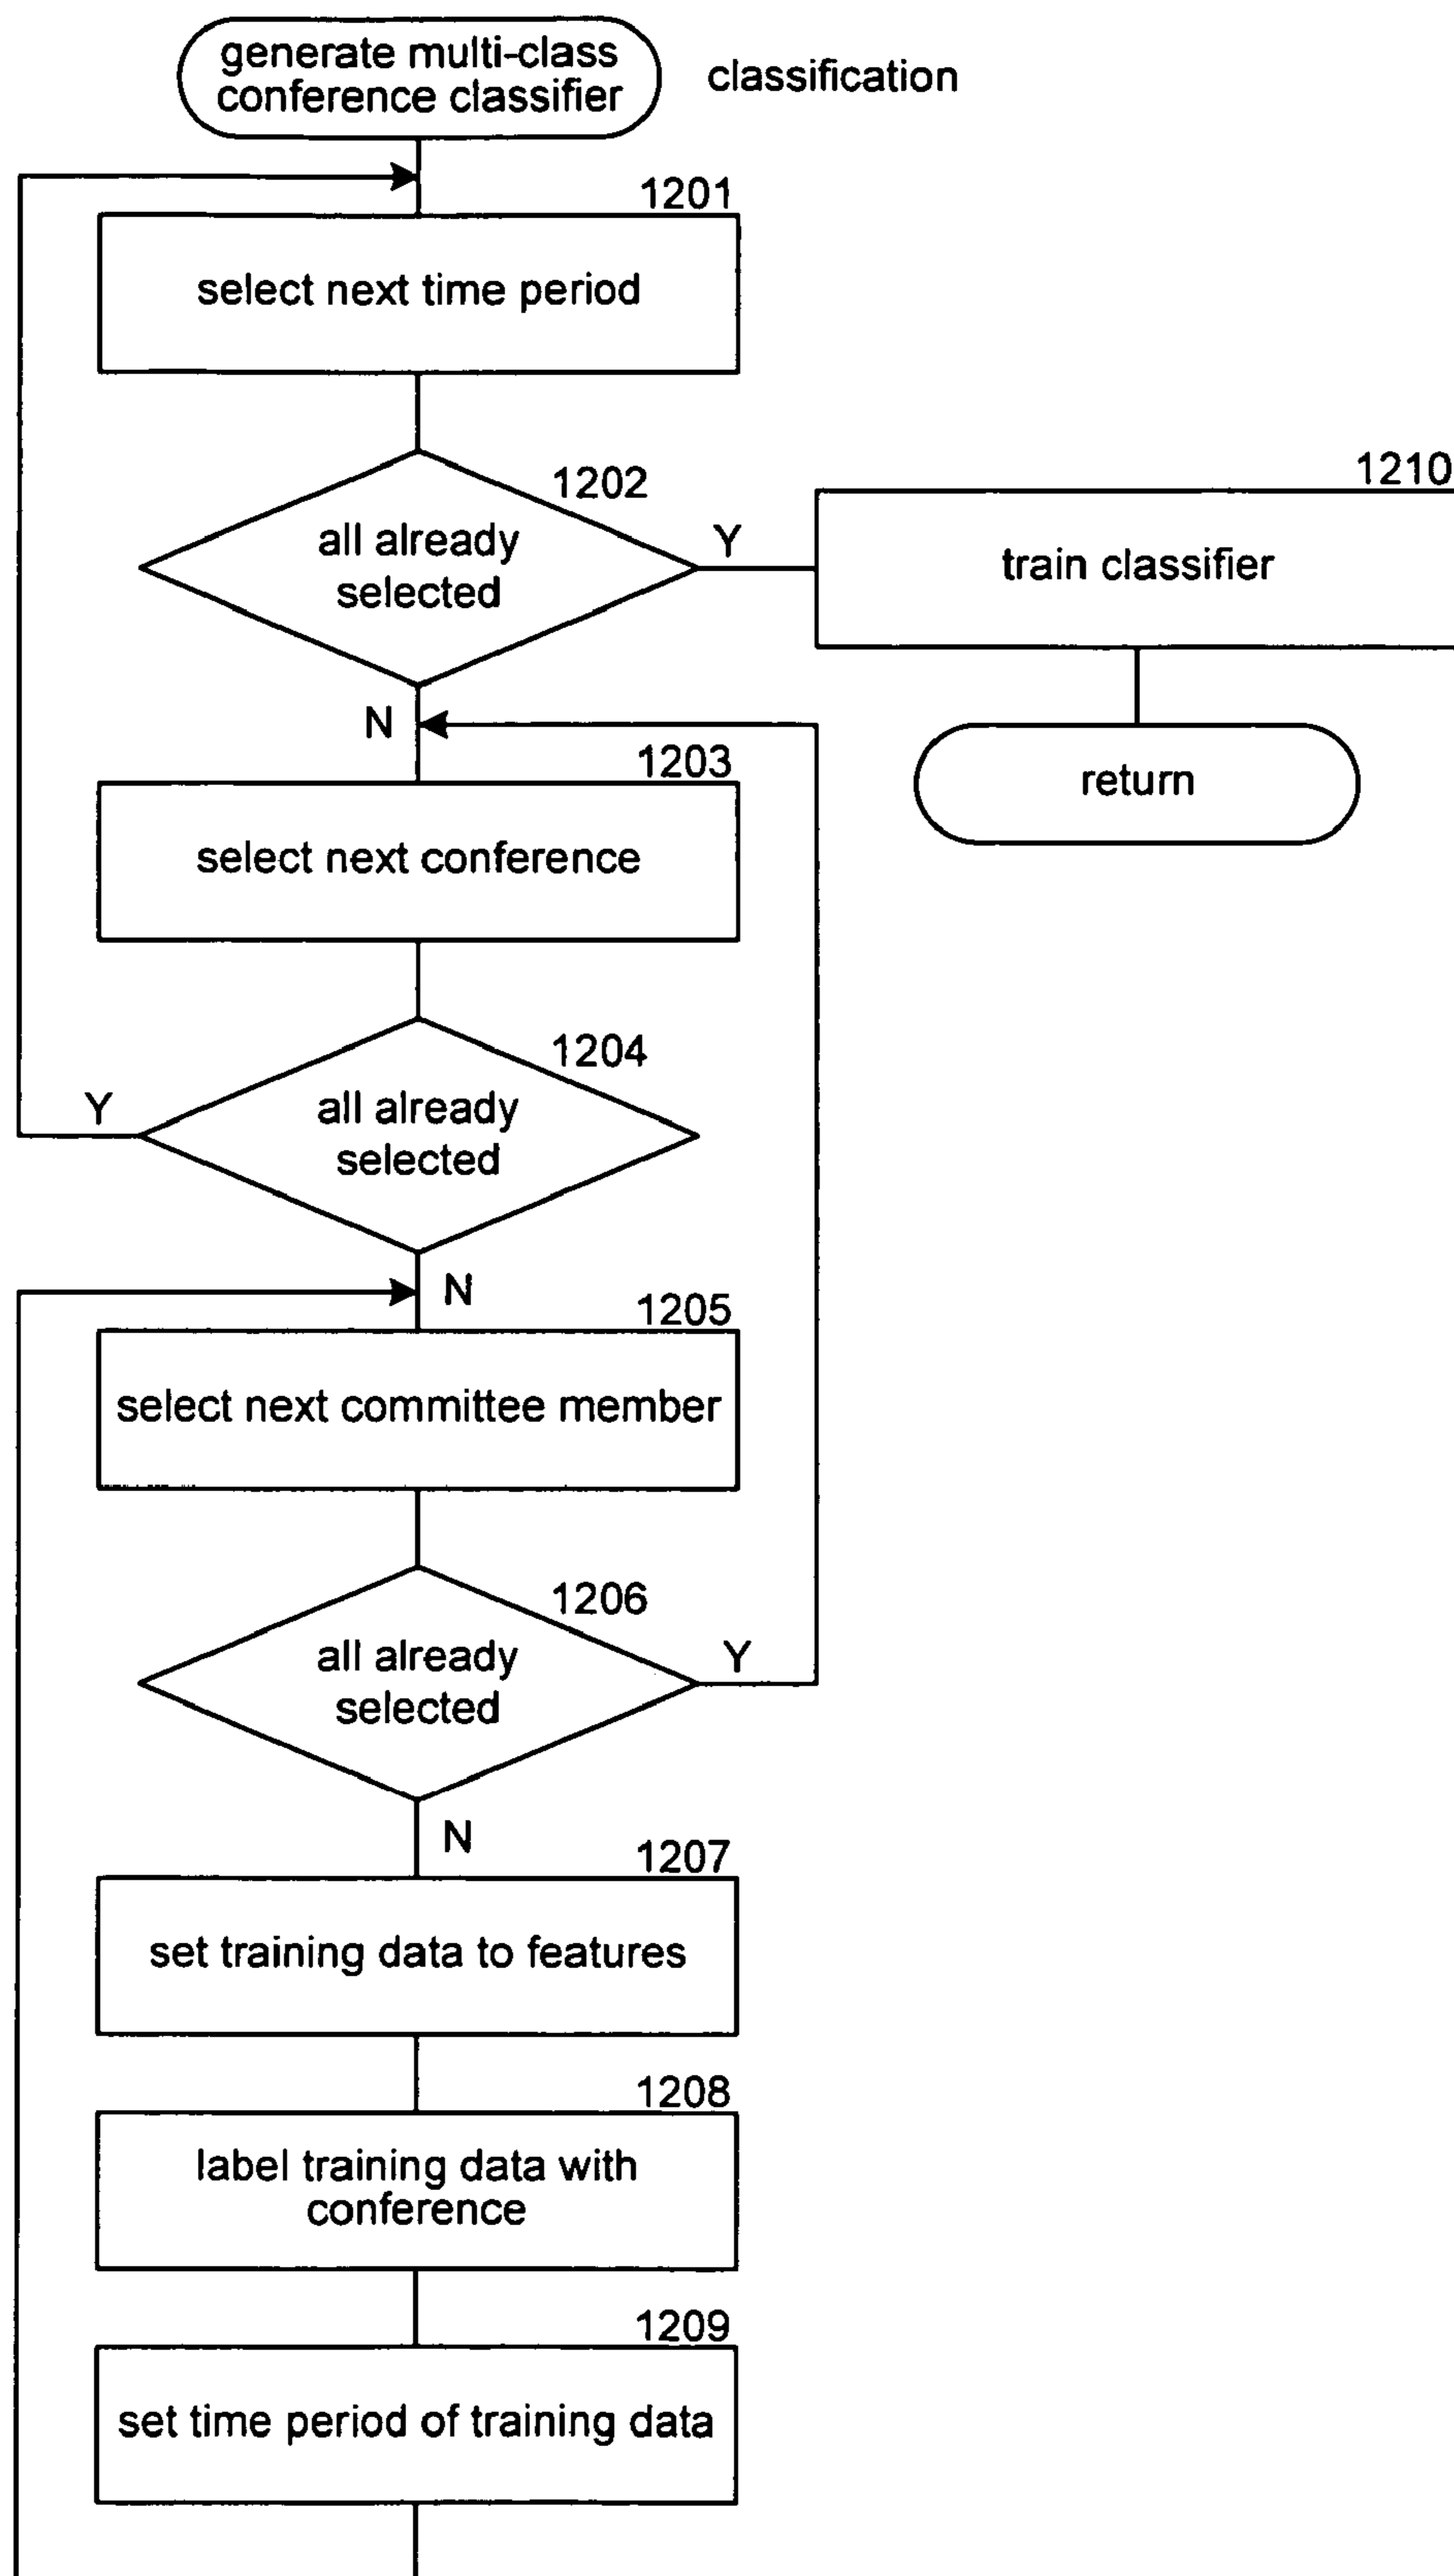 generate multi-class
conference classifier
classification
1201
select next time period
1202
all already
selected
Y
1210
train classifier
N
return
1203
select next conference
1204
all already
selected
Y
N
1205
select next committee member
1206
all already
selected
Y
N
1207
set training data to features
1208
label training data with
conference
1209
set time period of training data